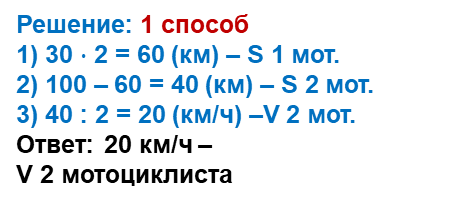 Решение: 1 способ
1) 30 · 2 = 60 (км) – S 1 мот.
2) 100 – 60 = 40 (км) – S 2 мот.
3) 40 : 2 = 20 (км/ч) –V 2 мот.
Ответ: 20 км/ч –
V 2 мотоциклиста